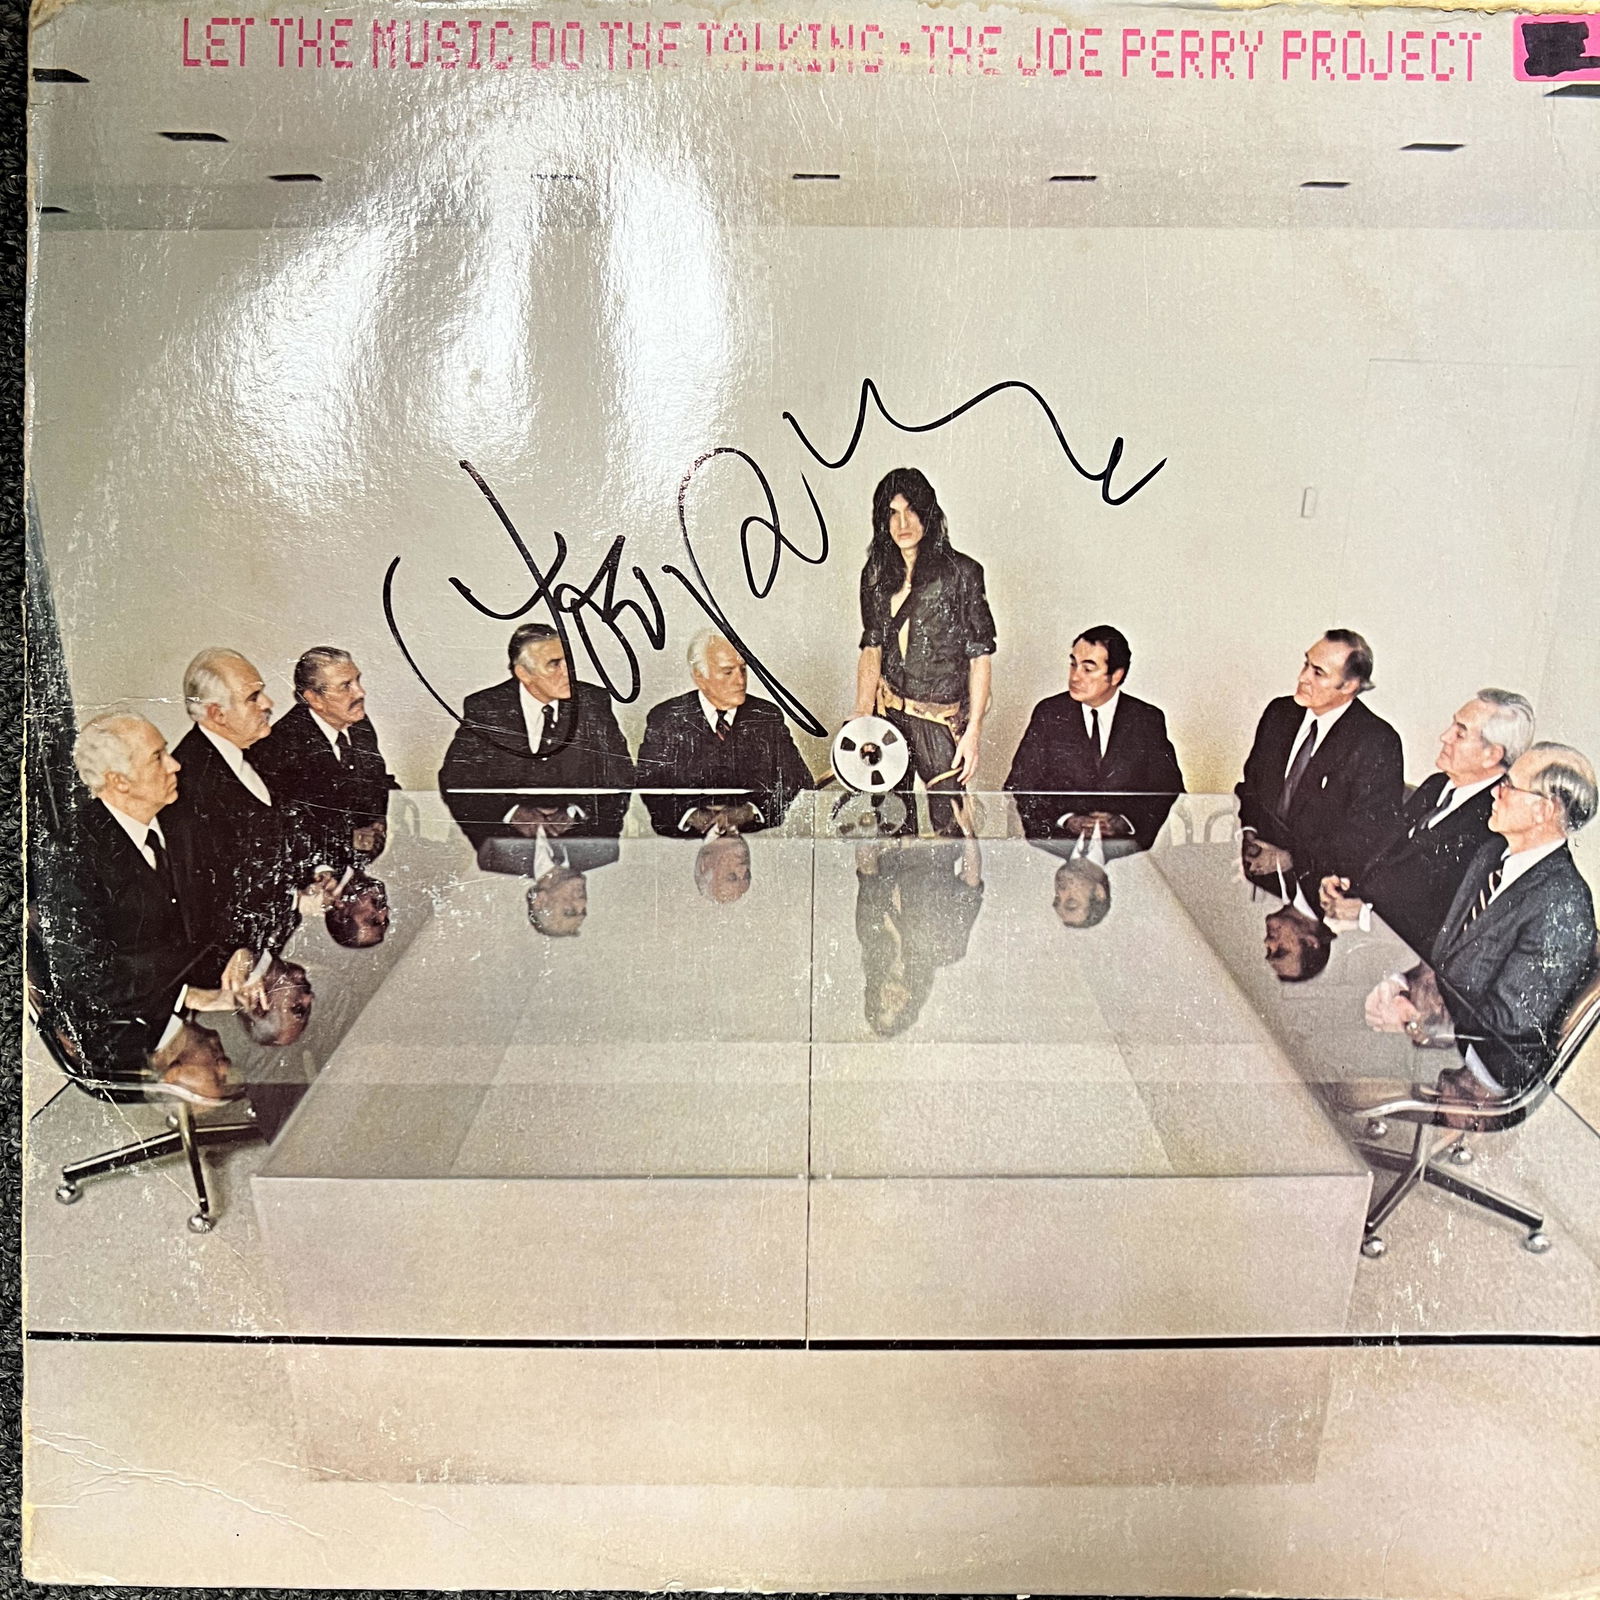 LET THE MUSIC DO THE TALKING • THE JOE PERRY PROJECT